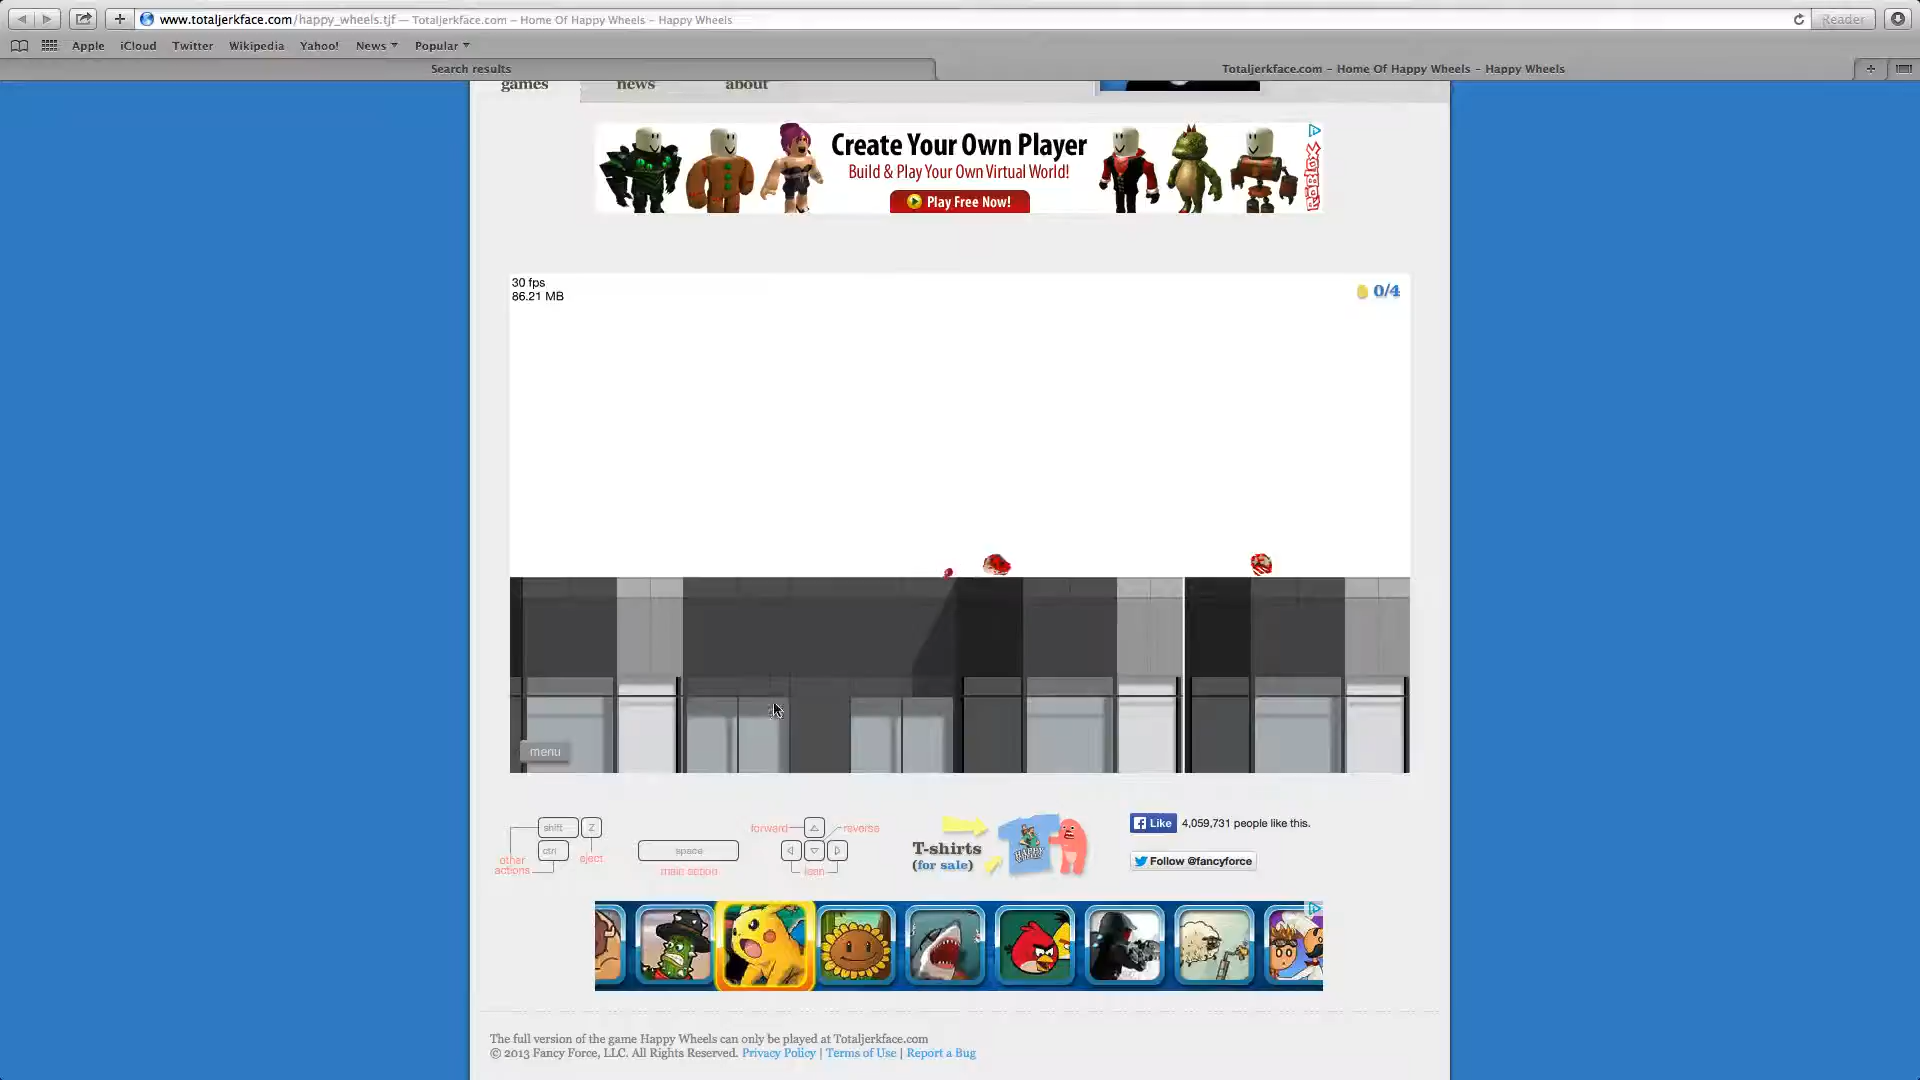 www.totaljerkface.com/happy_wheels.tjf — Totaljerkface.com – Home Of Happy Wheels – Happy Wheels
Reader
Apple iCloud Twitter Wikipedia Yahoo! News Popular
Search results
Totaljerkface.com – Home Of Happy Wheels – Happy Wheels
games news about
Create Your Own Player
Build & Play Your Own Virtual World!
Play Free Now!
ROBLOX
30 fps
86.21 MB
0/4
menu
shift Z
ctrl
other actions
eject
space
main action
forward
reverse
lean
T-shirts
(for sale)
HAPPY WHEELS
Like 4,059,731 people like this.
Follow @fancyforce
The full version of the game Happy Wheels can only be played at Totaljerkface.com
© 2013 Fancy Force, LLC. All Rights Reserved. Privacy Policy | Terms of Use | Report a Bug